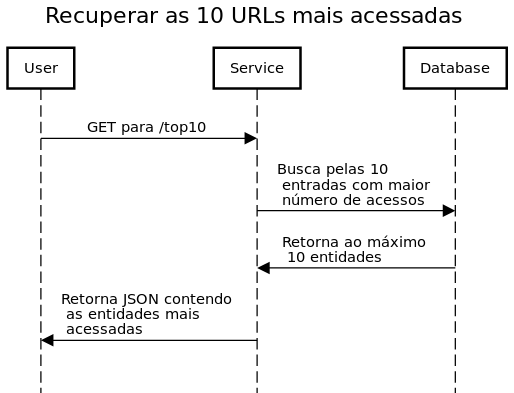 Recuperar as 10 URLs mais acessadas
User
Service
Database
GET para /top10
Busca pelas 10
entradas com maior
número de acessos
Retorna ao máximo
10 entidades
Retorna JSON contendo
as entidades mais
acessadas